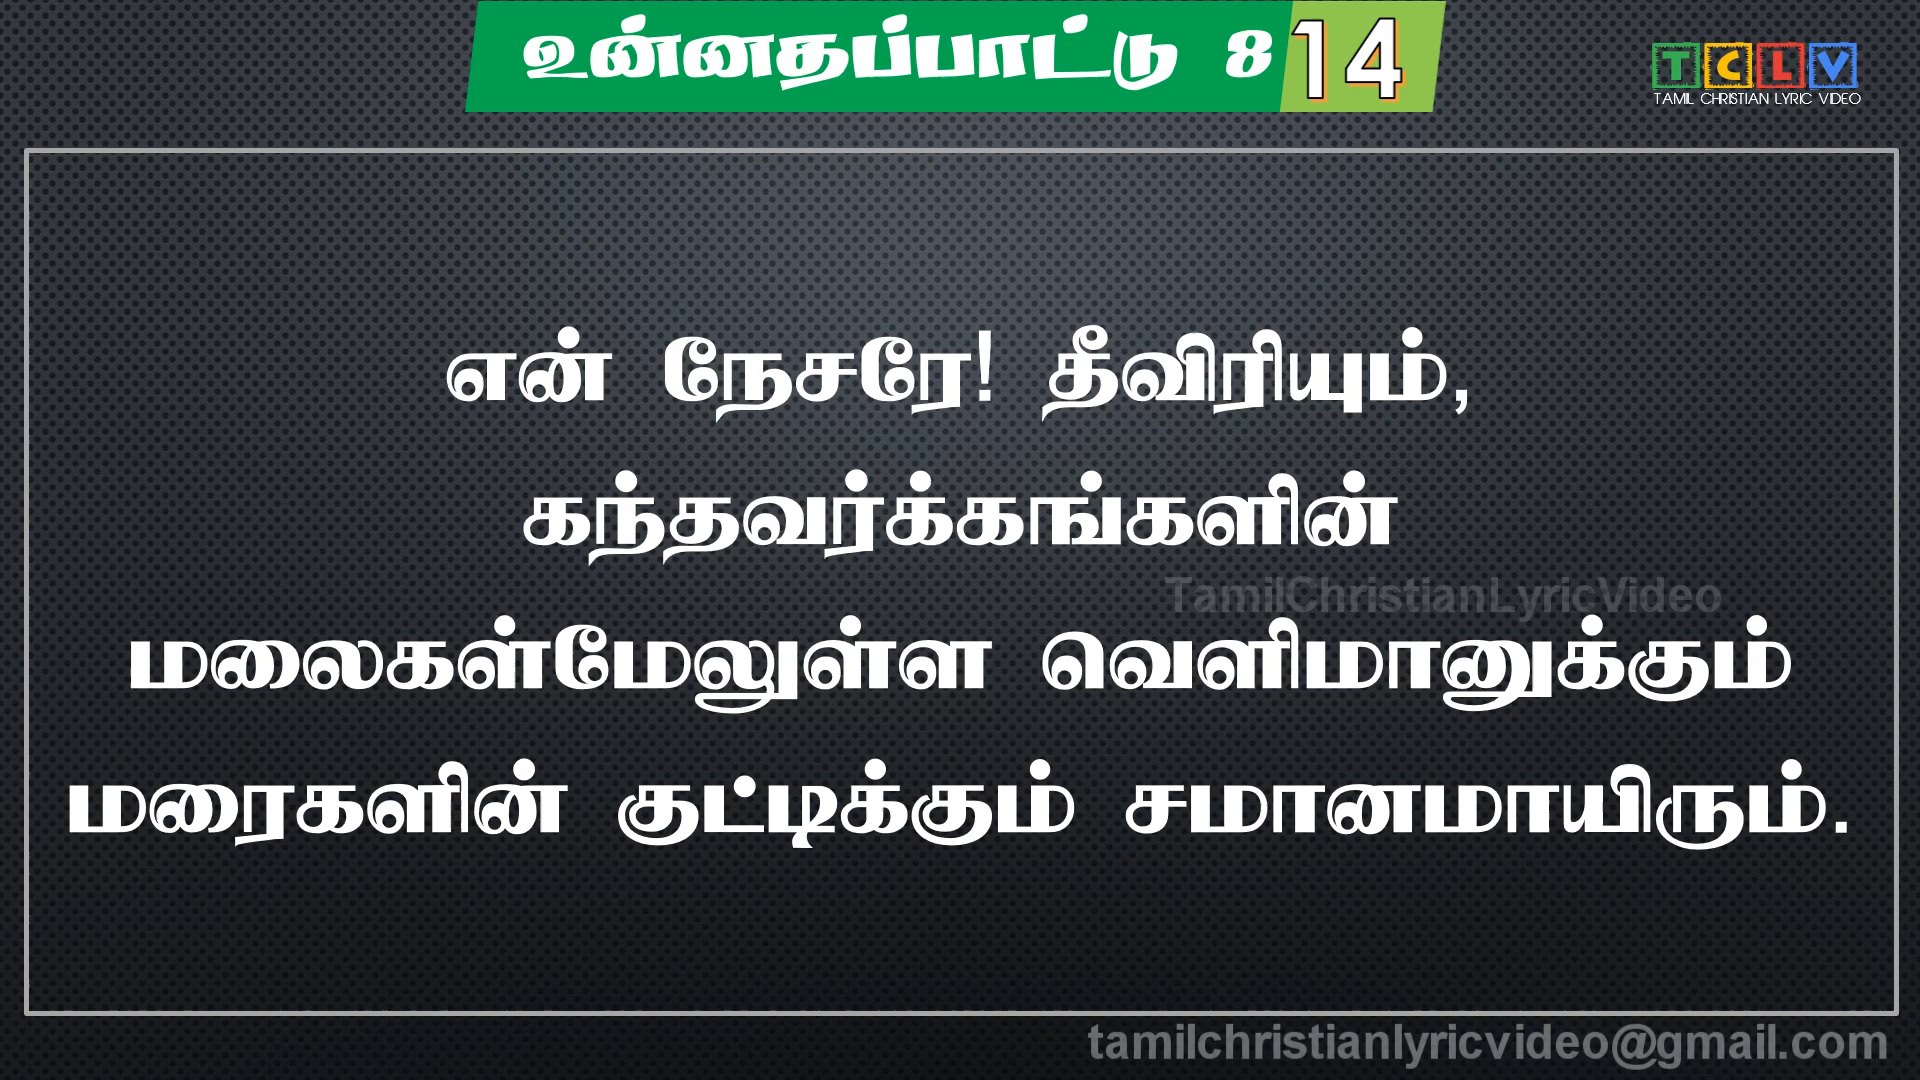 உன்னதப்பாட்டு 8 14
TCLV
TAMIL CHRISTIAN LYRIC VIDEO
என் நேசரே! தீவிரியும்,
கந்தவர்க்கங்களின்
TamilChristianLyricVideo
மலைகள்மேலுள்ள வெளிமானுக்கும்
மரைகளின் குட்டிக்கும் சமானமாயிரும்.
tamilchristianlyricvideo@gmail.com